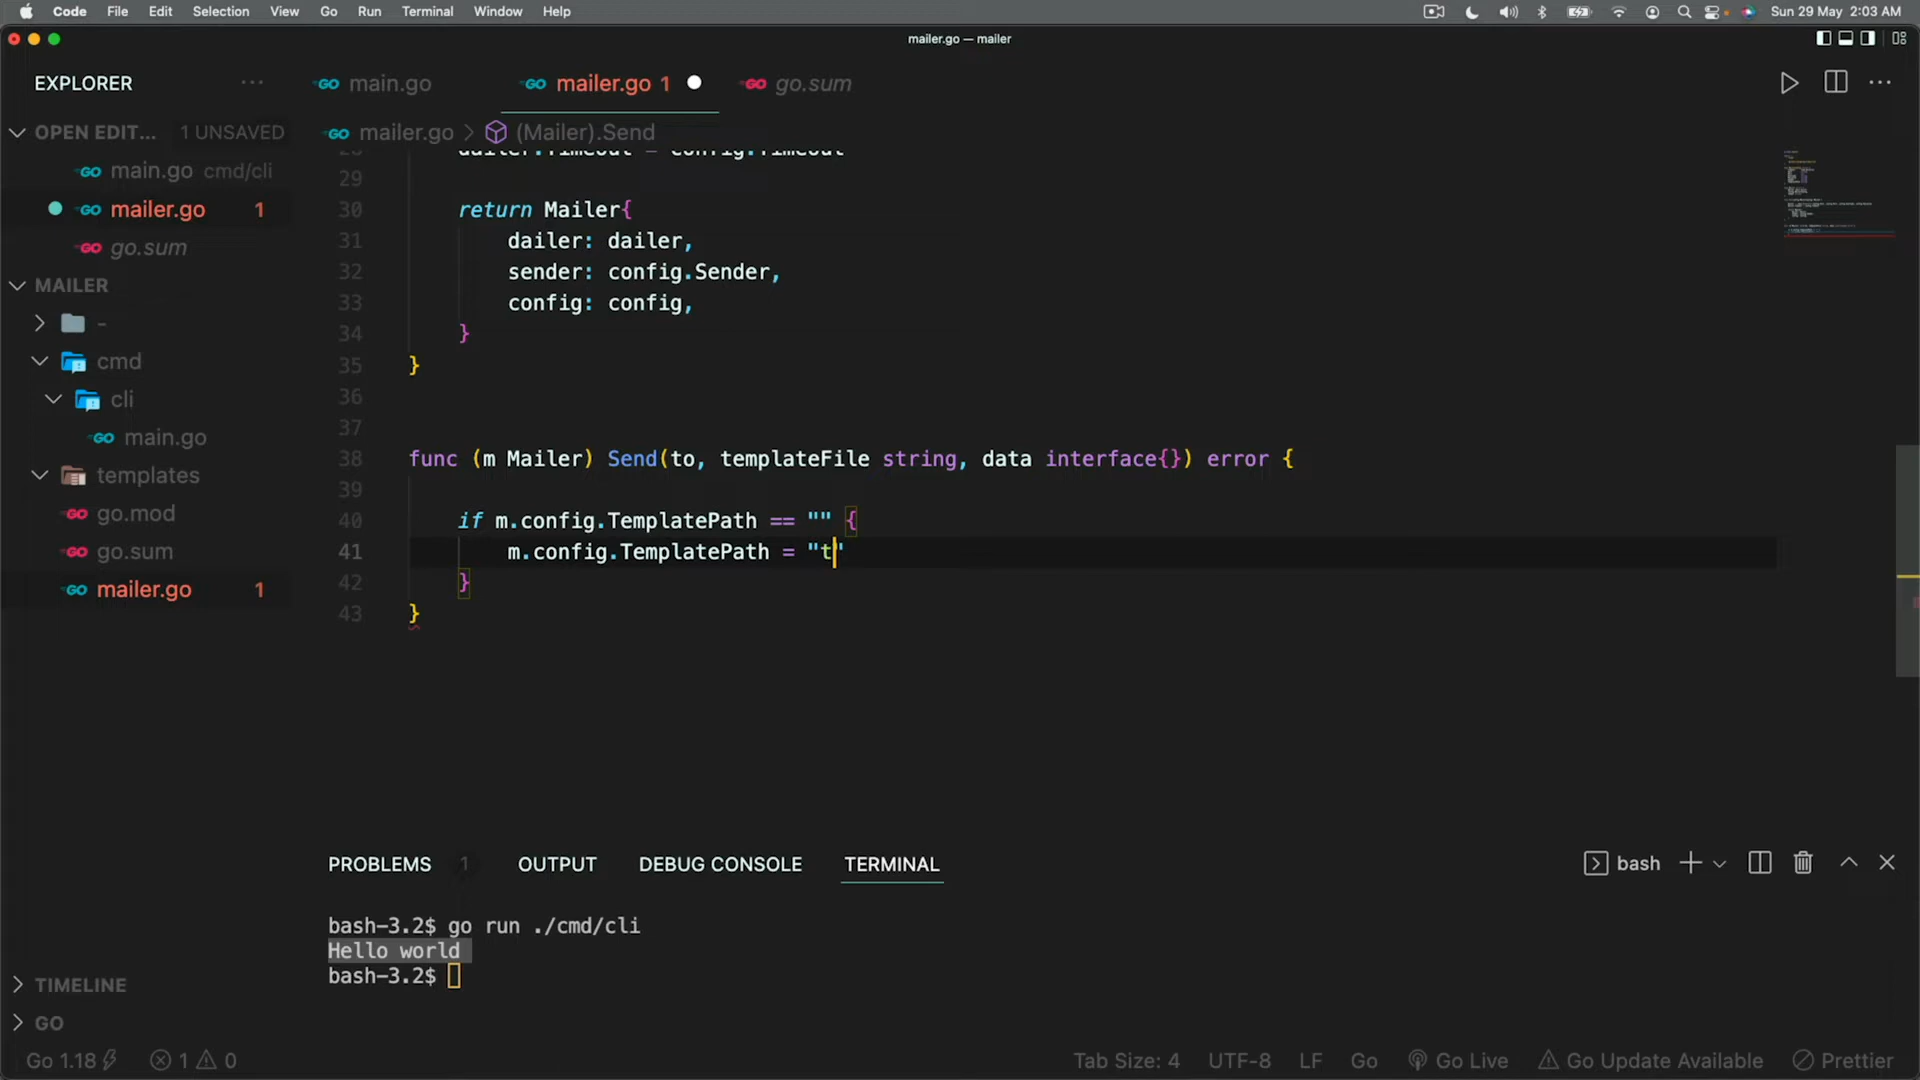 Code File Edit Selection View Go Run Terminal Window Help
Sun 29 May 2:03 AM
mailer.go — mailer
EXPLORER
main.go
mailer.go 1
go.sum
OPEN EDIT... 1 UNSAVED
main.go cmd/cli
mailer.go 1
go.sum
MAILER
-
cmd
cli
main.go
templates
go.mod
go.sum
mailer.go 1
TIMELINE
GO
mailer.go > (Mailer).Send
28 dailer.Timeout = config.Timeout
29
30 return Mailer{
31 dailer: dailer,
32 sender: config.Sender,
33 config: config,
34 }
35 }
36
37
38 func (m Mailer) Send(to, templateFile string, data interface{}) error {
39
40 if m.config.TemplatePath == "" {
41 m.config.TemplatePath = "t"
42 }
43 }
PROBLEMS 1 OUTPUT DEBUG CONSOLE TERMINAL
bash
bash-3.2$ go run ./cmd/cli
Hello world
bash-3.2$
Go 1.18 1 0
Tab Size: 4 UTF-8 LF Go Go Live Go Update Available Prettier